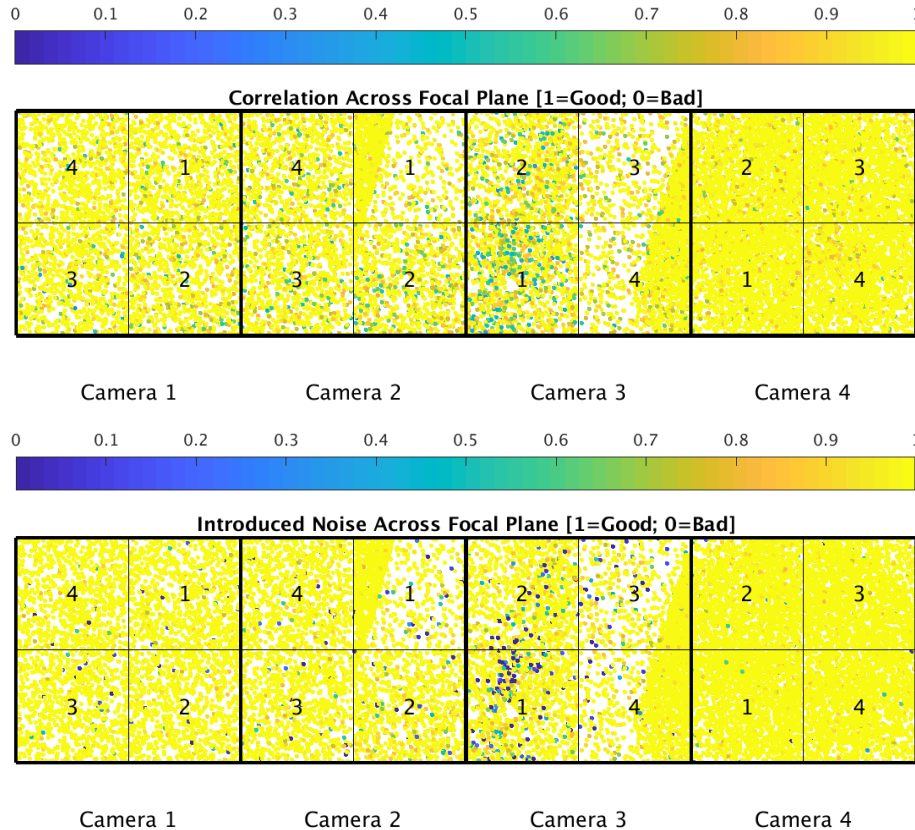 0 0.1 0.2 0.3 0.4 0.5 0.6 0.7 0.8 0.9
Correlation Across Focal Plane [1=Good; 0=Bad]
4 1 4 1 2 3 2 3
3 2 3 2 1 4 1 4
Camera 1 Camera 2 Camera 3 Camera 4
0 0.1 0.2 0.3 0.4 0.5 0.6 0.7 0.8 0.9
Introduced Noise Across Focal Plane [1=Good; 0=Bad]
4 1 4 1 2 3 2 3
3 2 3 2 1 4 1 4
Camera 1 Camera 2 Camera 3 Camera 4